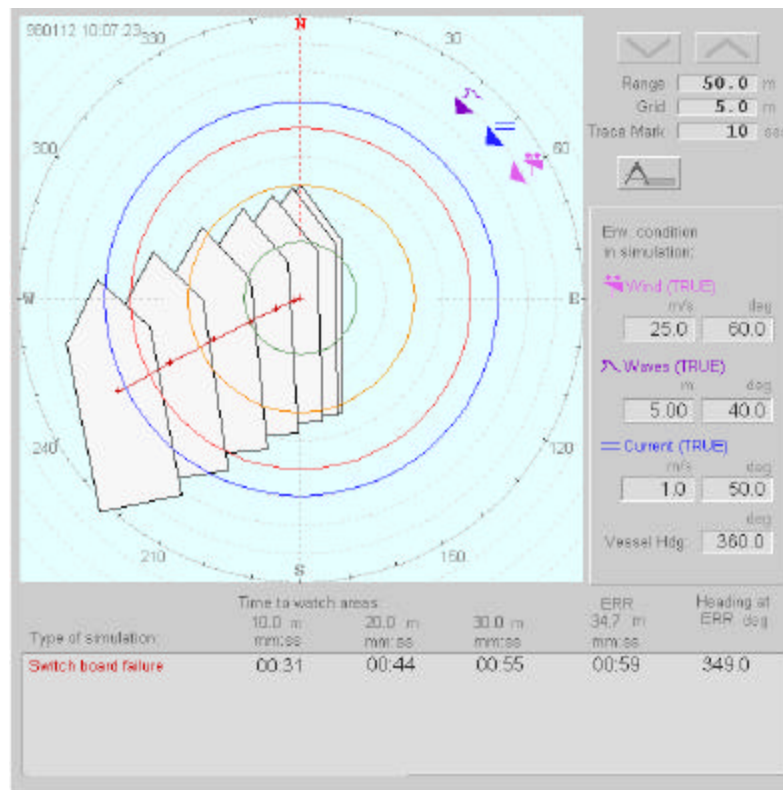 980112 10:07:23
N
330
30
300
60
W
E
240
120
210
150
S
Range 50.0 m
Grid 5.0 m
Trace Mark 10 sec
Env. condition
in simulation:
Wind (TRUE)
m/s deg
25.0 60.0
Waves (TRUE)
m deg
5.00 40.0
Current (TRUE)
m/s deg
1.0 50.0
deg
Vessel Hdg: 360.0
Time to watch areas: ERR Heading at
10.0 m 20.0 m 30.0 m 34.7 m ERR deg
Type of simulation: mm:ss mm:ss mm:ss mm:ss
Switch board failure 00:31 00:44 00:55 00:59 349.0